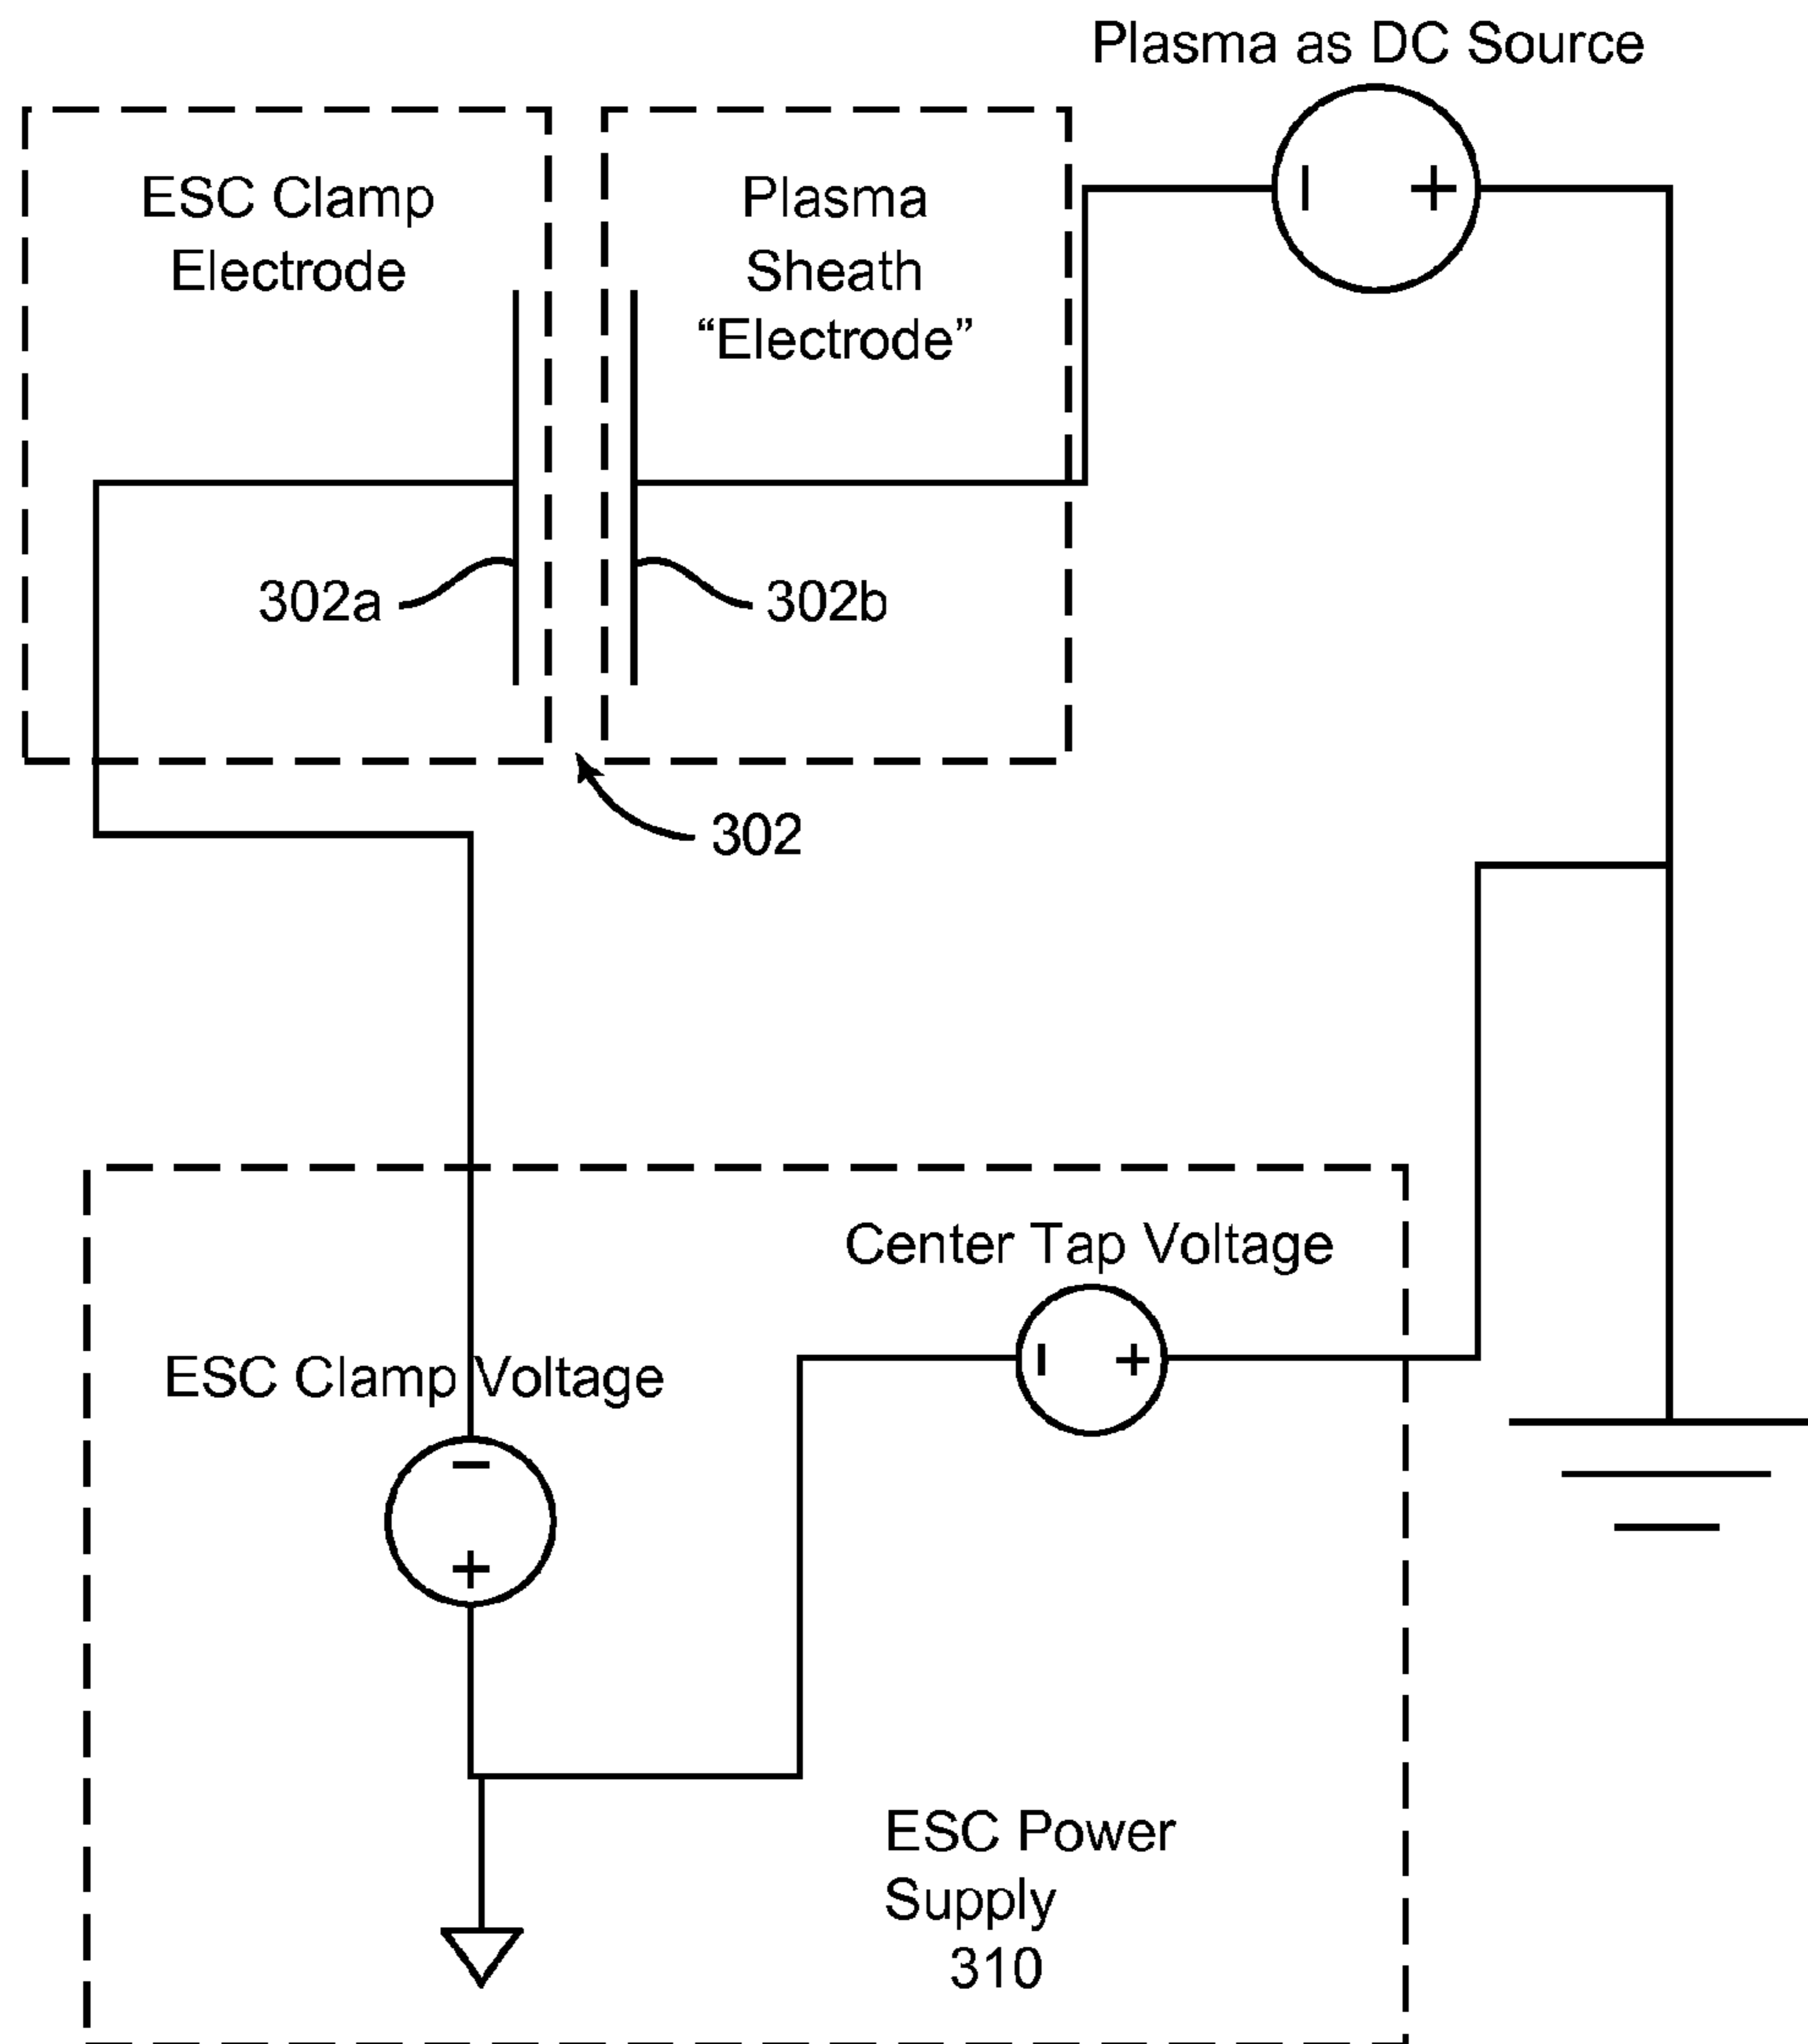 Plasma as DC Source
ESC Clamp
Electrode
Plasma
Sheath
“Electrode”
302a
302b
302
Center Tap Voltage
ESC Clamp Voltage
ESC Power
Supply
310